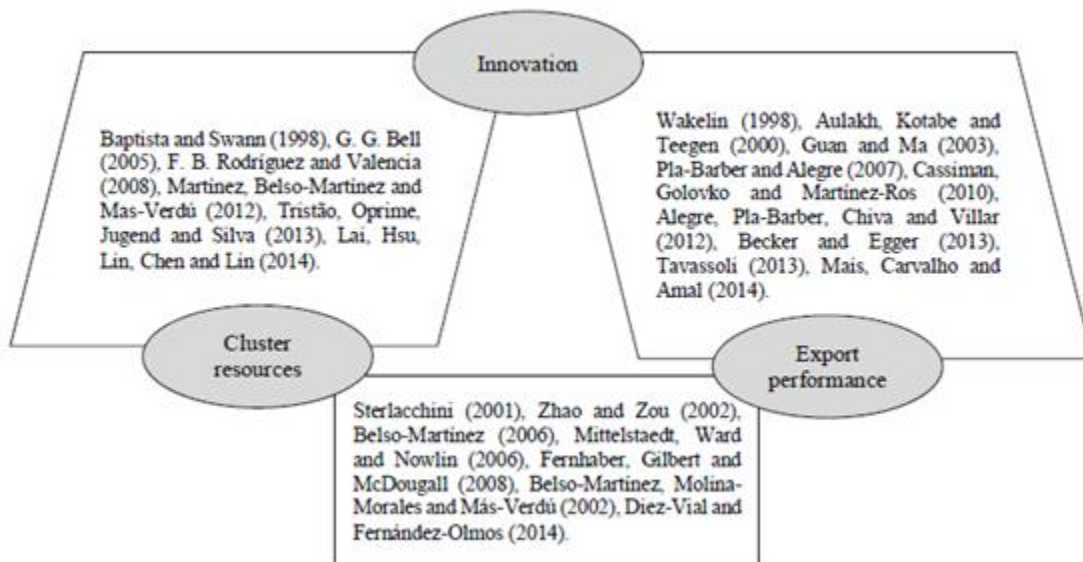 Innovation
Baptista and Swann (1998), G. G. Bell
(2005), F. B. Rodríguez and Valencia
(2008), Martínez, Belso-Martínez and
Mas-Verdú (2012), Tristão, Oprime,
Jugend and Silva (2013), Lai, Hsu,
Lin, Chen and Lin (2014).
Wakelin (1998), Aulakh, Kotabe and
Teegen (2000), Guan and Ma (2003),
Pla-Barber and Alegre (2007), Cassiman,
Golovko and Martínez-Ros (2010),
Alegre, Pla-Barber, Chiva and Villar
(2012), Becker and Egger (2013),
Tavassoli (2013), Mais, Carvalho and
Amal (2014).
Cluster
resources
Export
performance
Sterlacchini (2001), Zhao and Zou (2002),
Belso-Martínez (2006), Mittelstaedt, Ward
and Nowlin (2006), Fernhaber, Gilbert and
McDougall (2008), Belso-Martínez, Molina-
Morales and Más-Verdú (2002), Diez-Vial and
Fernández-Olmos (2014).